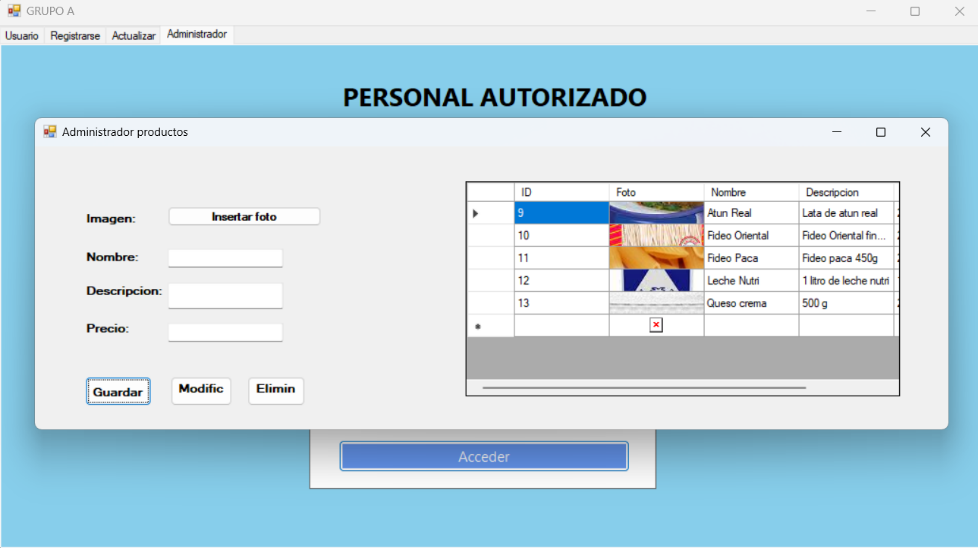 GRUPO A
Usuario Registrarse Actualizar Administrador
PERSONAL AUTORIZADO
Administrador productos
Imagen: Insertar foto
Nombre:
Descripcion:
Precio:
Guardar Modific Elimin
ID Foto Nombre Descripcion
9 Atun Real Lata de atun real
10 Fideo Oriental Fideo Oriental fin...
11 Fideo Paca Fideo paca 450g
12 Leche Nutri 1 litro de leche nutri
13 Queso crema 500 g
Acceder